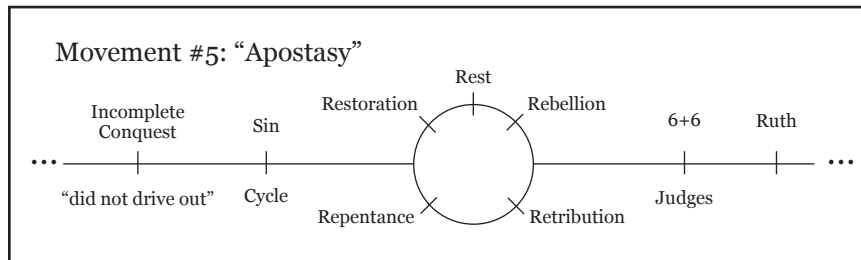 Movement #5: “Apostasy”
Rest
Restoration
Rebellion
Incomplete
Conquest
Sin
6+6
Ruth
...
...
“did not drive out”
Cycle
Repentance
Retribution
Judges